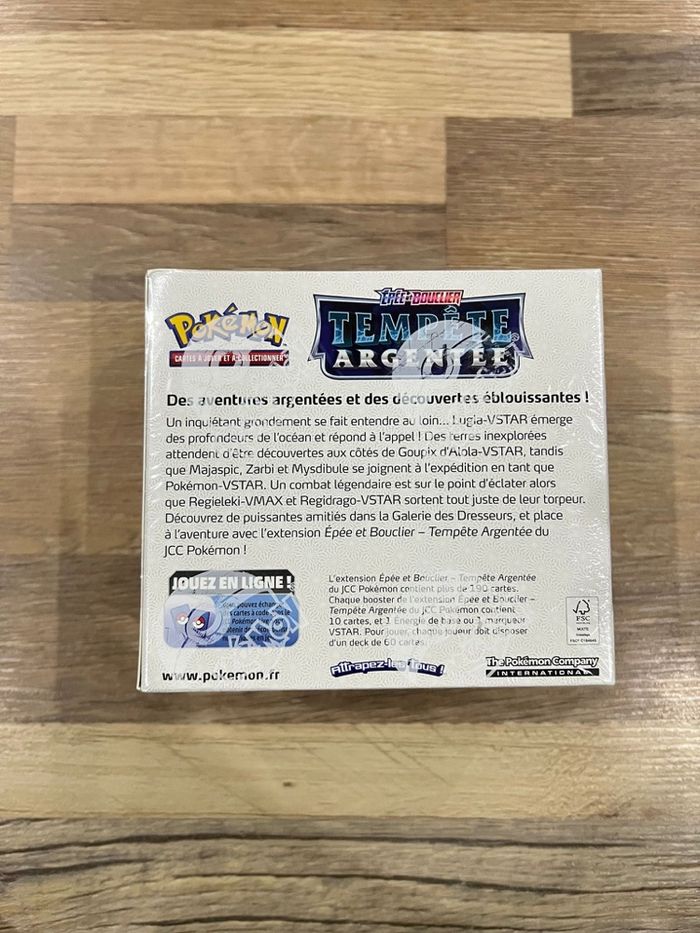 ÉPÉE ET BOUCLIER
POKéMON
TEMPÊTE
CARTES À JOUER ET À COLLECTIONNER
ARGENTÉE
Des aventures argentées et des découvertes éblouissantes !
Un inquiétant grondement se fait entendre au loin... Lugia-VSTAR émerge
des profondeurs de l'océan et répond à l'appel ! Des terres inexplorées
attendent d'être découvertes aux côtés de Goupix d'Alola-VSTAR, tandis
que Majaspic, Zarbi et Mysdibule se joignent à l'expédition en tant que
Pokémon-VSTAR. Un combat légendaire est sur le point d'éclater alors
que Regieleki-VMAX et Regidrago-VSTAR sortent tout juste de leur torpeur.
Découvrez de puissantes amitiés dans la Galerie des Dresseurs, et place
à l'aventure avec l'extension Épée et Bouclier – Tempête Argentée du
JCC Pokémon !
JOUEZ EN LIGNE !
pouvez échan
cartes à code
Pokémon
www.pokemon.fr
L'extension Épée et Bouclier – Tempête Argentée
du JCC Pokémon contient plus de 190 cartes.
Chaque booster de l'extension Épée et Bouclier –
Tempête Argentée du JCC Pokémon contient
10 cartes, et 1 Énergie de base ou 1 marqueur
VSTAR. Pour jouer, chaque joueur doit disposer
d'un deck de 60 cartes.
Attrapez-les Tous !
FSC
MIXTE
The Pokémon Company
INTERNATIONAL